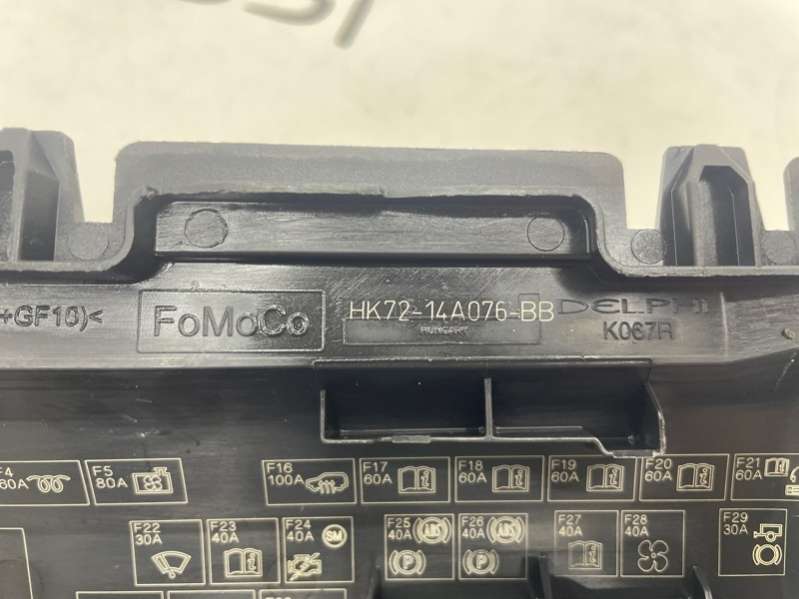 +GF10)<
FoMoCo
HK72-14A076-BB
DELPHI
K067R
F4
60A
F5
80A
F16
100A
F17
60A
F18
60A
F19
60A
F20
60A
F21
60A
F22
30A
F23
40A
F24
40A
SM
F25
40A
P
F26
40A
P
F27
40A
F28
40A
F29
30A